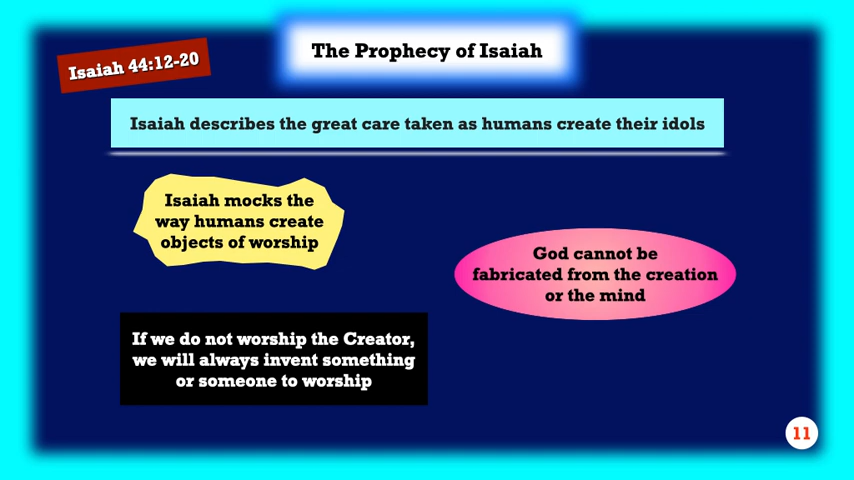 The Prophecy of Isaiah
Isaiah 44:12-20
Isaiah describes the great care taken as humans create their idols
Isaiah mocks the
way humans create
objects of worship
God cannot be
fabricated from the creation
or the mind
If we do not worship the Creator,
we will always invent something
or someone to worship
11